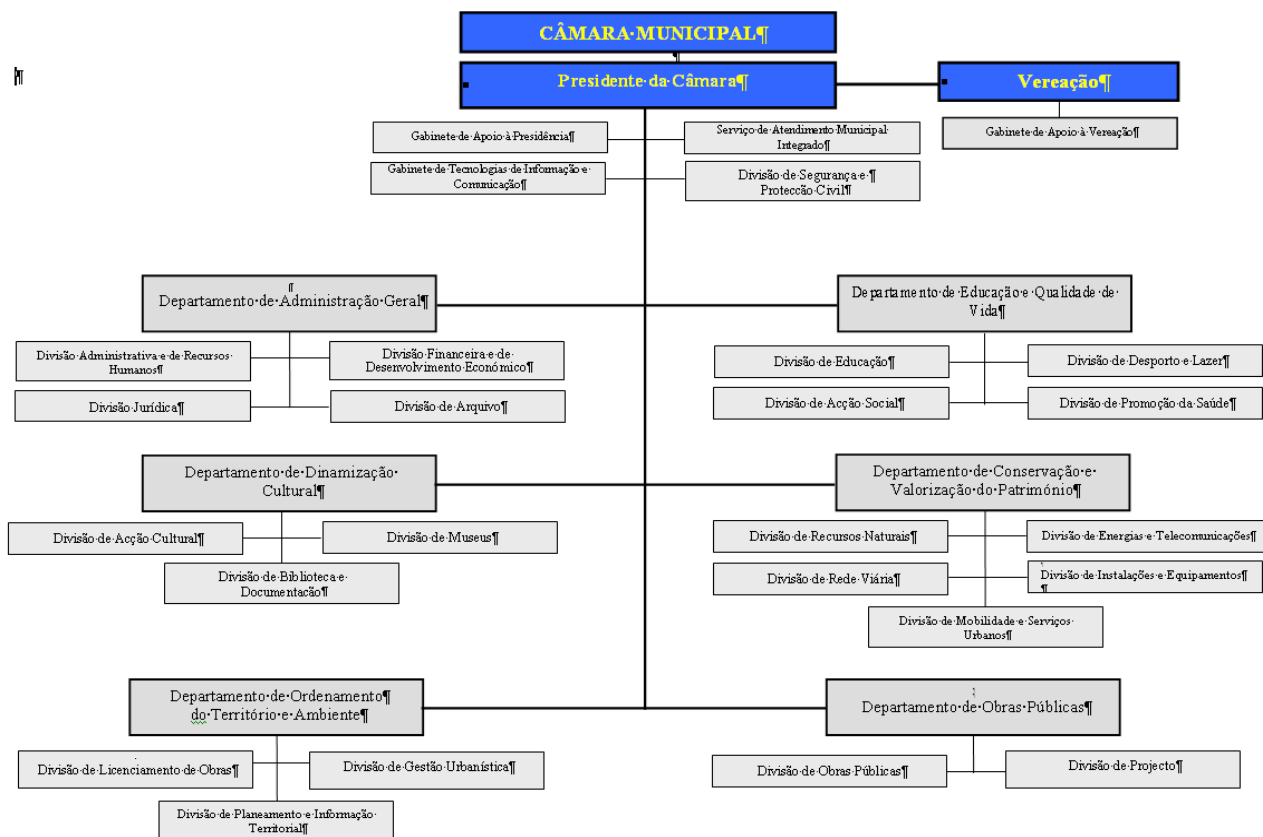 CÂMARA·MUNICIPAL¶
¶
¶
Presidente·da·Câmara¶
Vereação¶
Gabinete·de·Apoio·à·Presidência¶
Serviço·de·Atendimento·Municipal·
Integrado¶
Gabinete·de·Apoio·à·Vereação¶
Gabinete·de·Tecnologias·de·Informação·e·
Comunicação¶
Divisão·de·Segurança·e·¶
Protecção·Civil¶
¶
Departamento·de·Administração·Geral¶
Departamento·de·Educação·e·Qualidade·de·
Vida¶
Divisão·Administrativa·e·de·Recursos·
Humanos¶
Divisão·Financeira·e·de·
Desenvolvimento·Económico¶
Divisão·de·Educação¶
Divisão·de·Desporto·e·Lazer¶
Divisão·Jurídica¶
Divisão·de·Arquivo¶
Divisão·de·Acção·Social¶
Divisão·de·Promoção·da·Saúde¶
Departamento·de·Dinamização·
Cultural¶
Departamento·de·Conservação·e·
Valorização·do·Património¶
Divisão·de·Acção·Cultural¶
Divisão·de·Museus¶
Divisão·de·Biblioteca·e·
Documentacão¶
Divisão·de·Recursos·Naturais¶
Divisão·de·Energias·e·Telecomunicações¶
Divisão·de·Rede·Viária¶
Divisão·de·Instalações·e·Equipamentos¶
¶
Divisão·de·Mobilidade·e·Serviços·
Urbanos¶
Departamento·de·Ordenamento¶
do·Território·e·Ambiente¶
Departamento·de·Obras·Públicas¶
Divisão·de·Licenciamento·de·Obras¶
Divisão·de·Gestão·Urbanística¶
Divisão·de·Obras·Públicas¶
Divisão·de·Projecto¶
Divisão·de·Planeamento·e·Informação·
Territorial¶